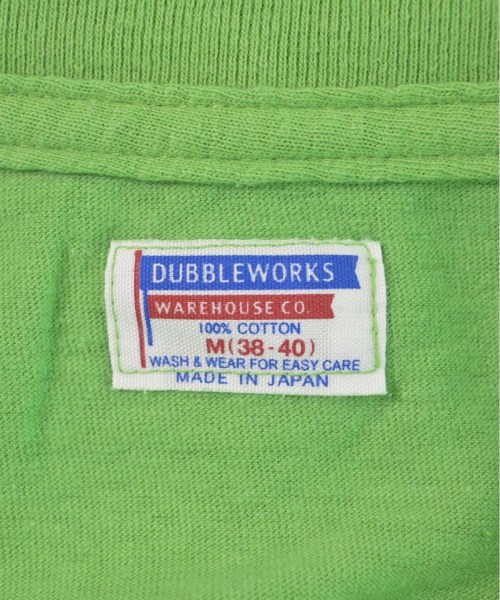 DUBBLEWORKS
WAREHOUSE CO.
100% COTTON
M(38-40)
WASH & WEAR FOR EASY CARE
MADE IN JAPAN